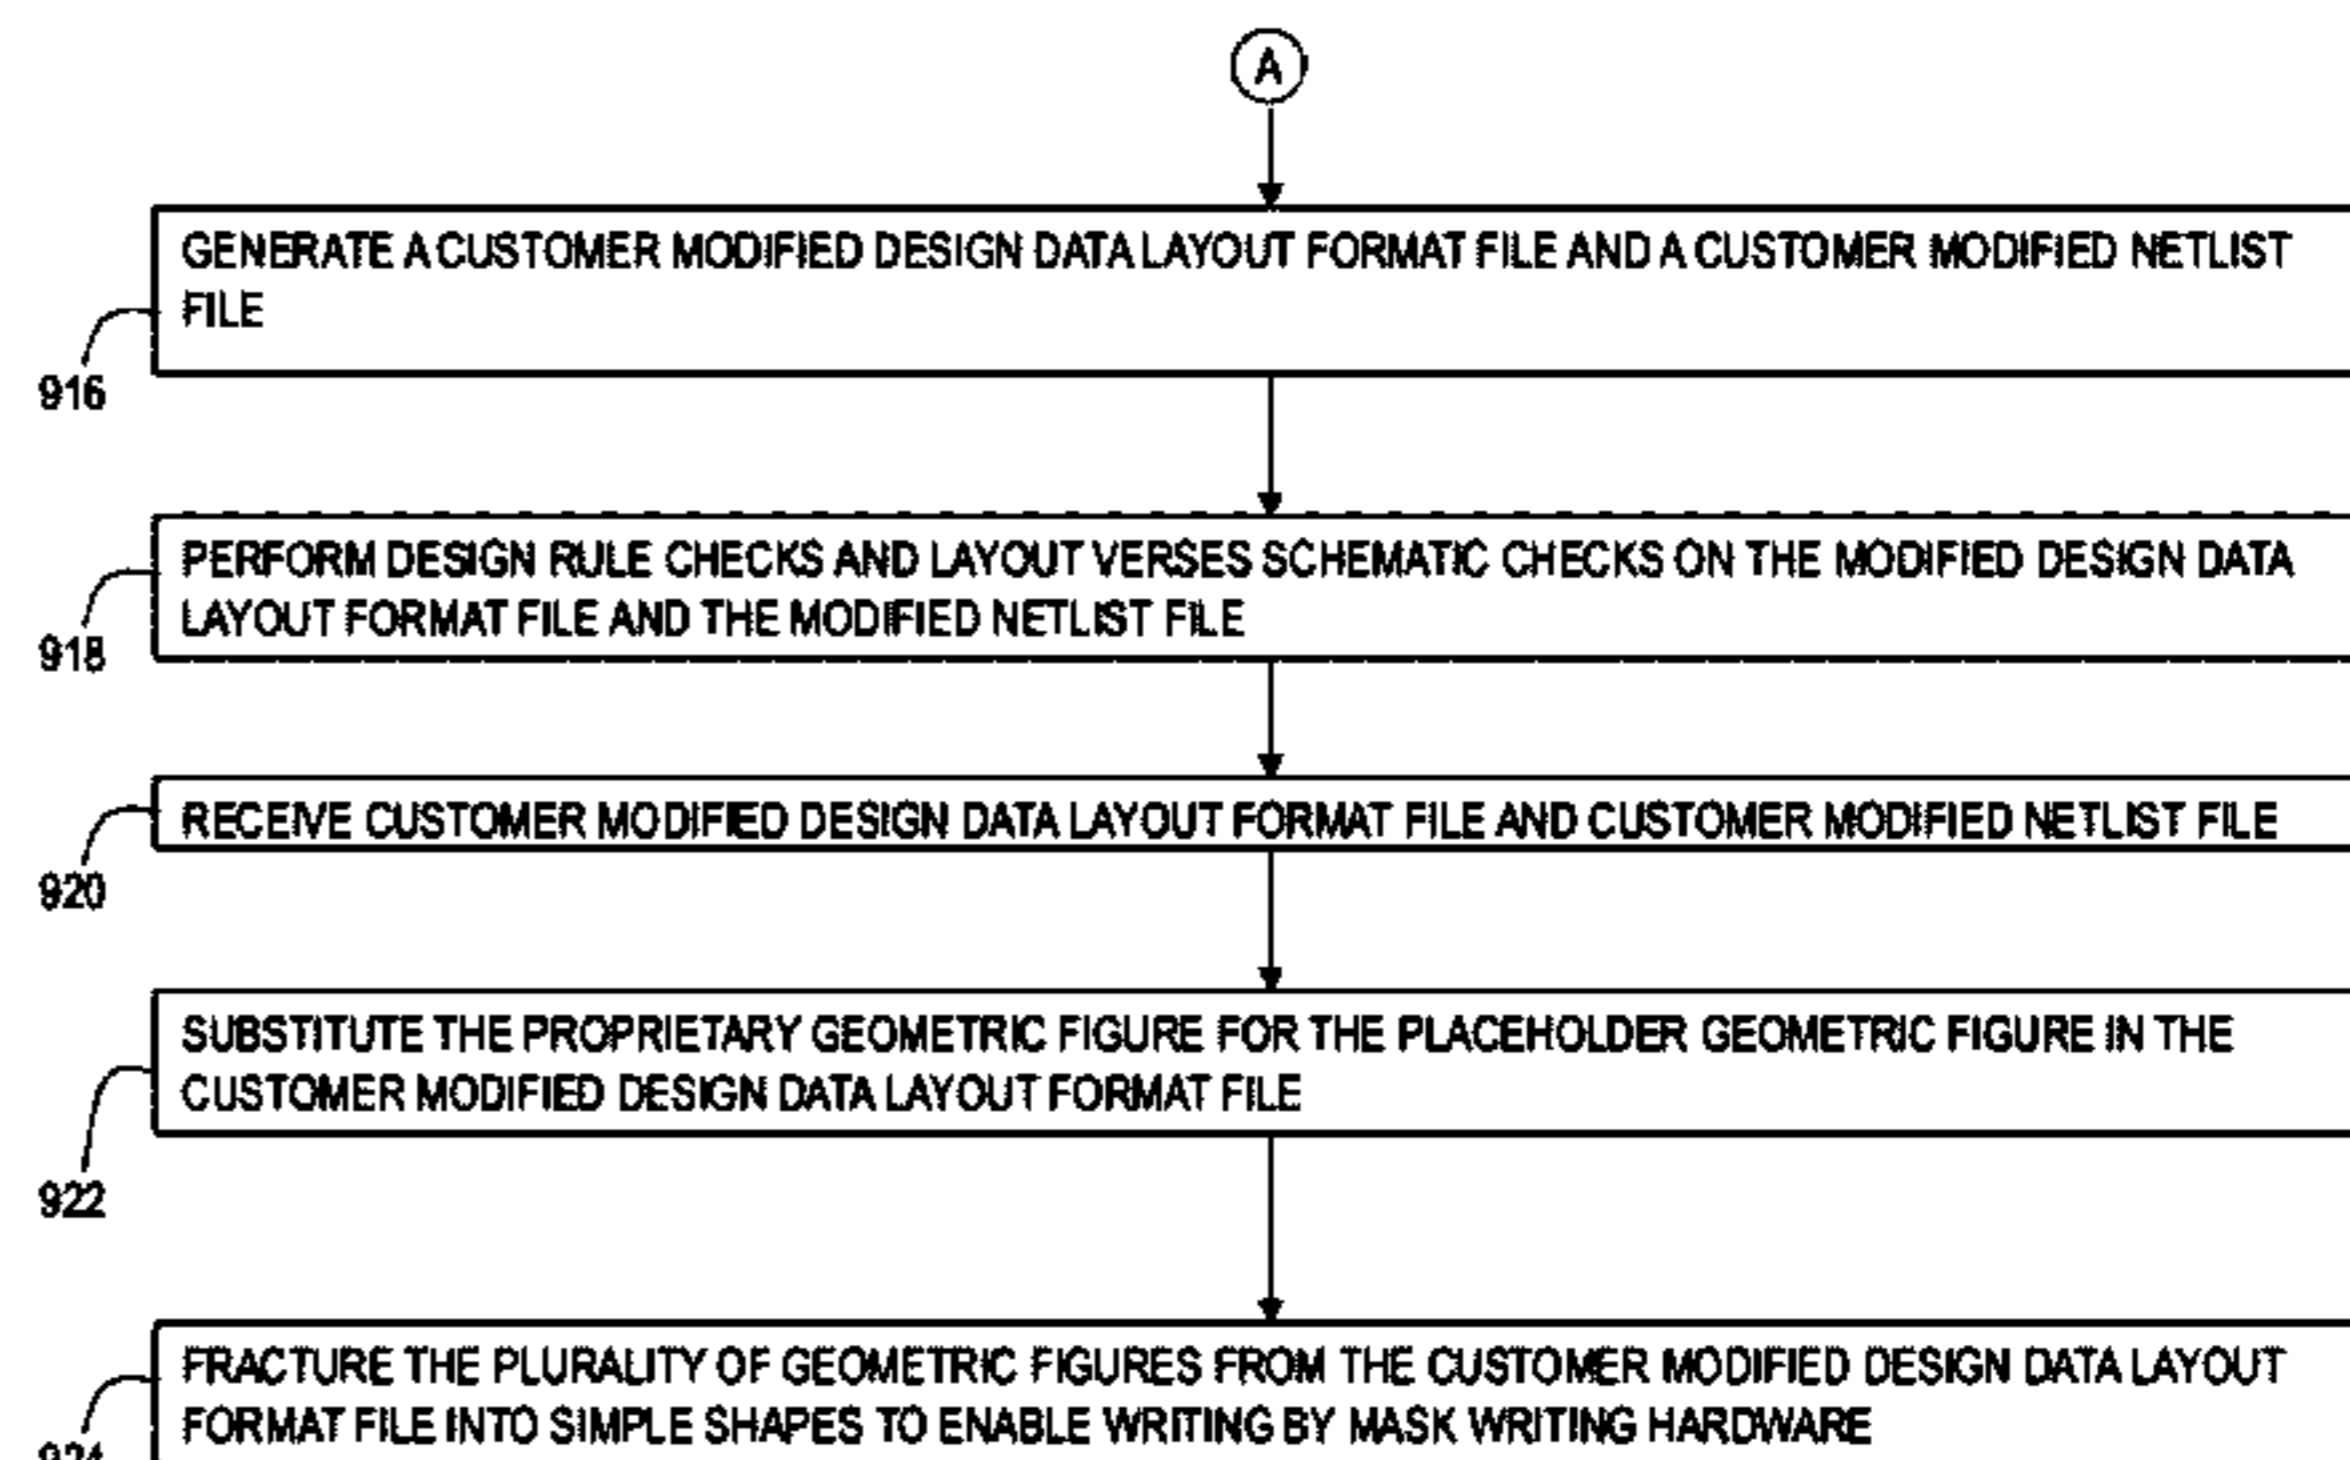 A
GENERATE A CUSTOMER MODIFIED DESIGN DATA LAYOUT FORMAT FILE AND A CUSTOMER MODIFIED NETLIST
FILE
916
PERFORM DESIGN RULE CHECKS AND LAYOUT VERSES SCHEMATIC CHECKS ON THE MODIFIED DESIGN DATA
LAYOUT FORMAT FILE AND THE MODIFIED NETLIST FILE
918
RECEIVE CUSTOMER MODIFIED DESIGN DATA LAYOUT FORMAT FILE AND CUSTOMER MODIFIED NETLIST FILE
920
SUBSTITUTE THE PROPRIETARY GEOMETRIC FIGURE FOR THE PLACEHOLDER GEOMETRIC FIGURE IN THE
CUSTOMER MODIFIED DESIGN DATA LAYOUT FORMAT FILE
922
FRACTURE THE PLURALITY OF GEOMETRIC FIGURES FROM THE CUSTOMER MODIFIED DESIGN DATA LAYOUT
FORMAT FILE INTO SIMPLE SHAPES TO ENABLE WRITING BY MASK WRITING HARDWARE
924